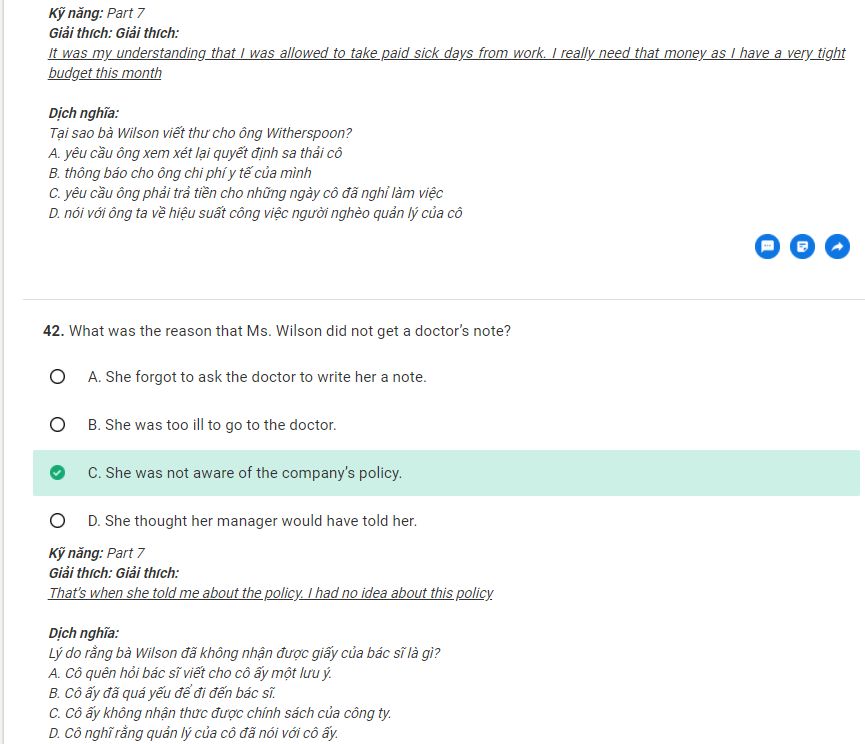 Kỹ năng: Part 7
Giải thích: Giải thích:
It was my understanding that I was allowed to take paid sick days from work. I really need that money as I have a very tight
budget this month
Dịch nghĩa:
Tại sao bà Wilson viết thư cho ông Witherspoon?
A. yêu cầu ông xem xét lại quyết định sa thải cô
B. thông báo cho ông chi phí y tế của mình
C. yêu cầu ông phải trả tiền cho những ngày cô đã nghỉ làm việc
D. nói với ông ta về hiệu suất công việc người nghèo quản lý của cô
42. What was the reason that Ms. Wilson did not get a doctor's note?
A. She forgot to ask the doctor to write her a note.
B. She was too ill to go to the doctor.
C. She was not aware of the company's policy.
D. She thought her manager would have told her.
Kỹ năng: Part 7
Giải thích: Giải thích:
That's when she told me about the policy. I had no idea about this policy
Dịch nghĩa:
Lý do rằng bà Wilson đã không nhận được giấy của bác sĩ là gì?
A. Cô quên hỏi bác sĩ viết cho cô ấy một lưu ý.
B. Cô ấy đã quá yếu để đi đến bác sĩ.
C. Cô ấy không nhận thức được chính sách của công ty.
D. Cô nghĩ rằng quản lý của cô đã nói với cô ấy.